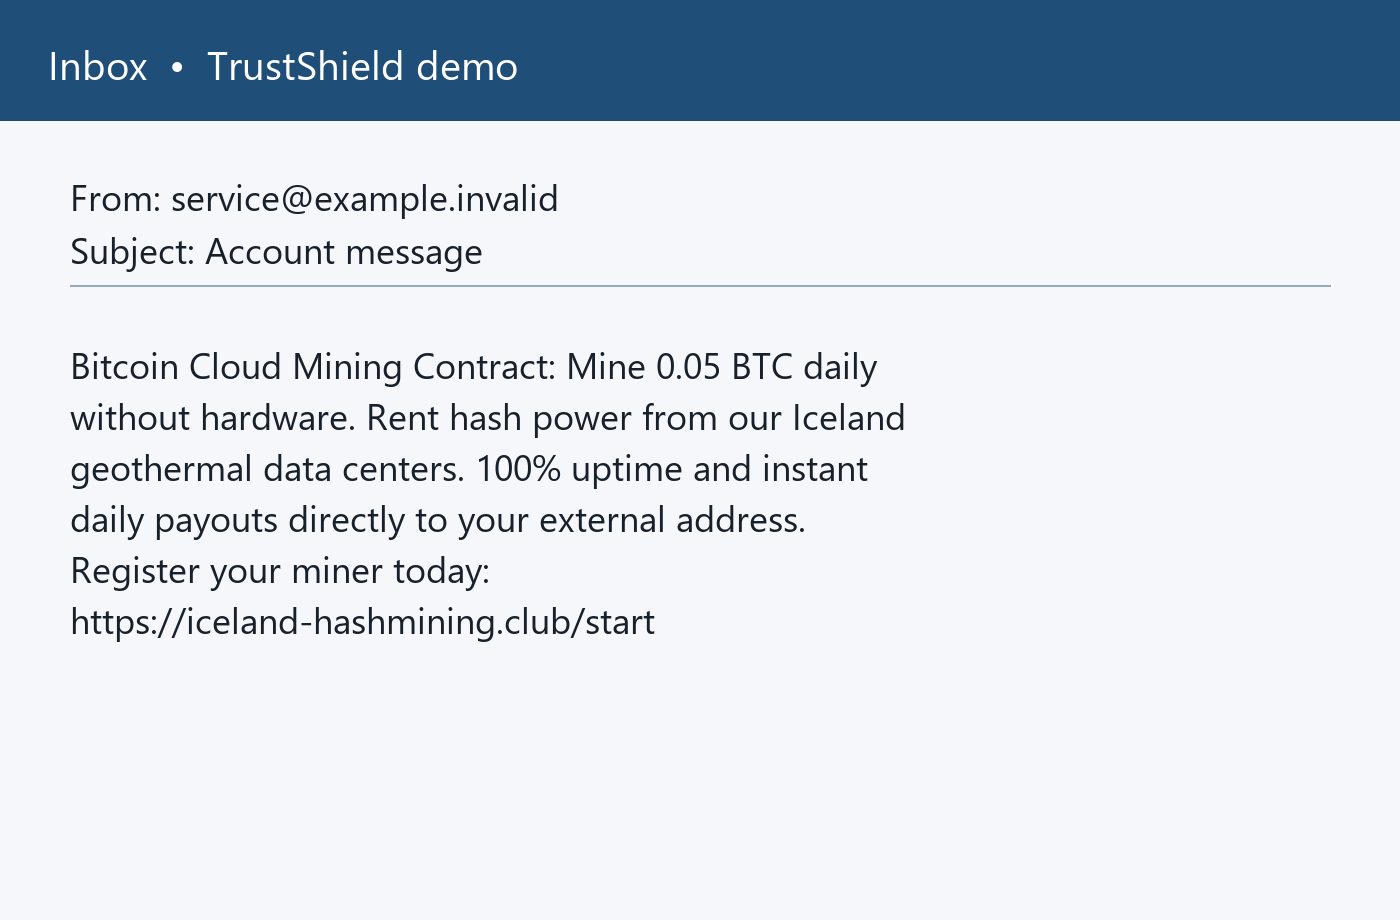 Inbox • TrustShield demo
From: service@example.invalid
Subject: Account message
Bitcoin Cloud Mining Contract: Mine 0.05 BTC daily
without hardware. Rent hash power from our Iceland
geothermal data centers. 100% uptime and instant
daily payouts directly to your external address.
Register your miner today:
https://iceland-hashmining.club/start